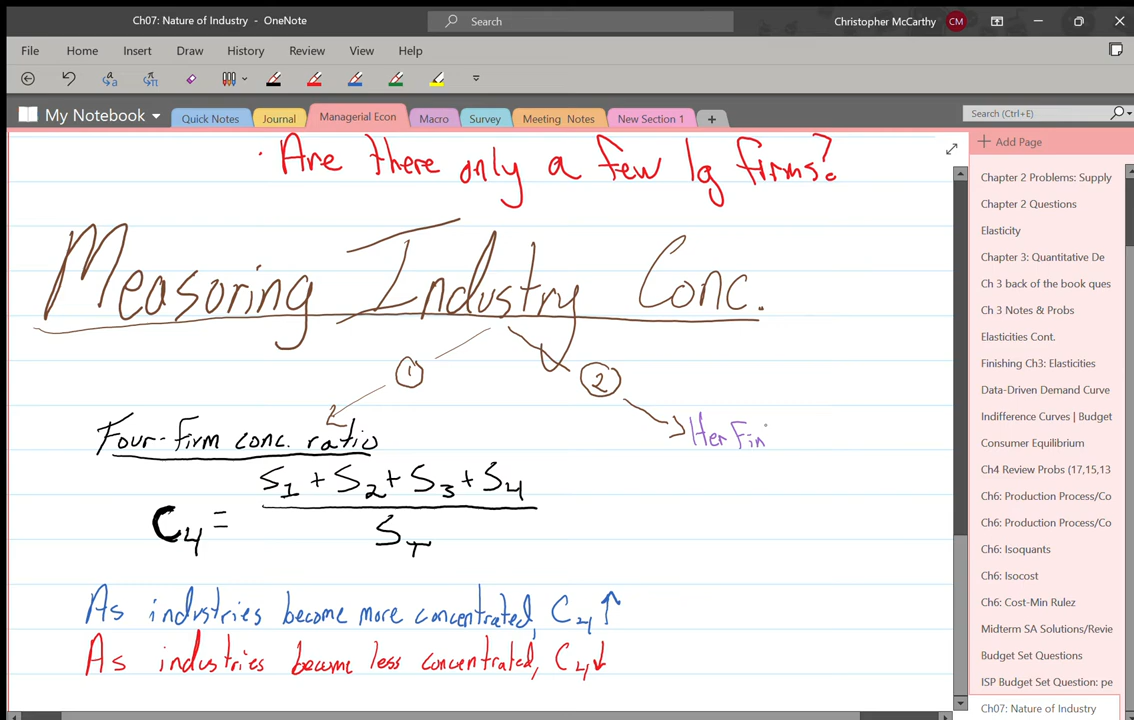 Ch07: Nature of Industry - OneNote
Search
Christopher McCarthy CM
File Home Insert Draw History Review View Help
My Notebook Quick Notes Journal Managerial Econ Macro Survey Meeting Notes New Section 1 +
Search (Ctrl+E)
Add Page
Chapter 2 Problems: Supply
Chapter 2 Questions
Elasticity
Chapter 3: Quantitative De
Ch 3 back of the book ques
Ch 3 Notes & Probs
Elasticities Cont.
Finishing Ch3: Elasticities
Data-Driven Demand Curve
Indifference Curves | Budget
Consumer Equilibrium
Ch4 Review Probs (17,15,13
Ch6: Production Process/Co
Ch6: Production Process/Co
Ch6: Isoquants
Ch6: Isocost
Ch6: Cost-Min Rulez
Midterm SA Solutions/Revie
Budget Set Questions
ISP Budget Set Question: pe
Ch07: Nature of Industry
Are there only a few lg firms?
Measuring Industry Conc.
1 2
Four-firm conc. ratio
HerFin
S1 + S2 + S3 + S4
C4 =
ST
As industries become more concentrated, C4 ↑
As industries become less concentrated, C4 ↓